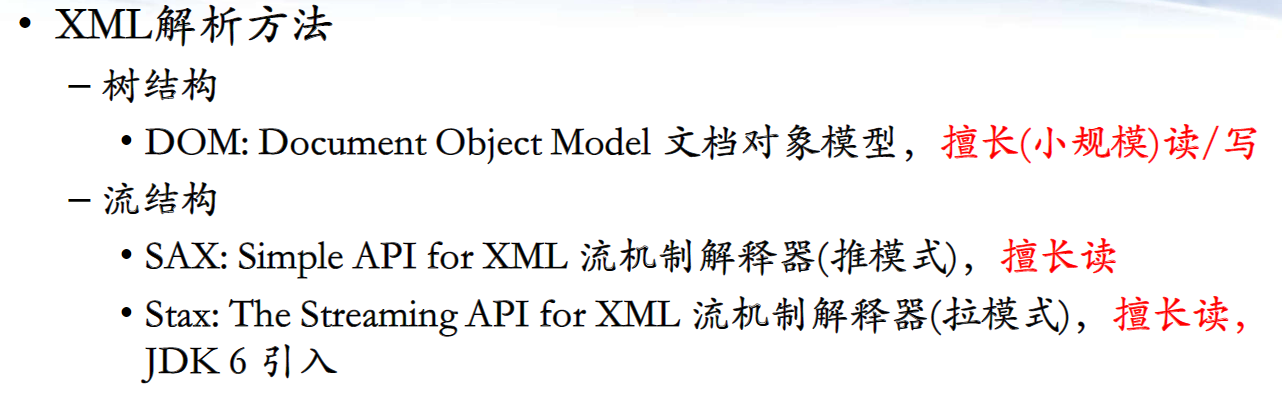 • XML解析方法
– 树结构
• DOM: Document Object Model 文档对象模型，擅长(小规模)读/写
– 流结构
• SAX: Simple API for XML 流机制解释器(推模式)，擅长读
• Stax: The Streaming API for XML 流机制解释器(拉模式)，擅长读，
JDK 6 引入